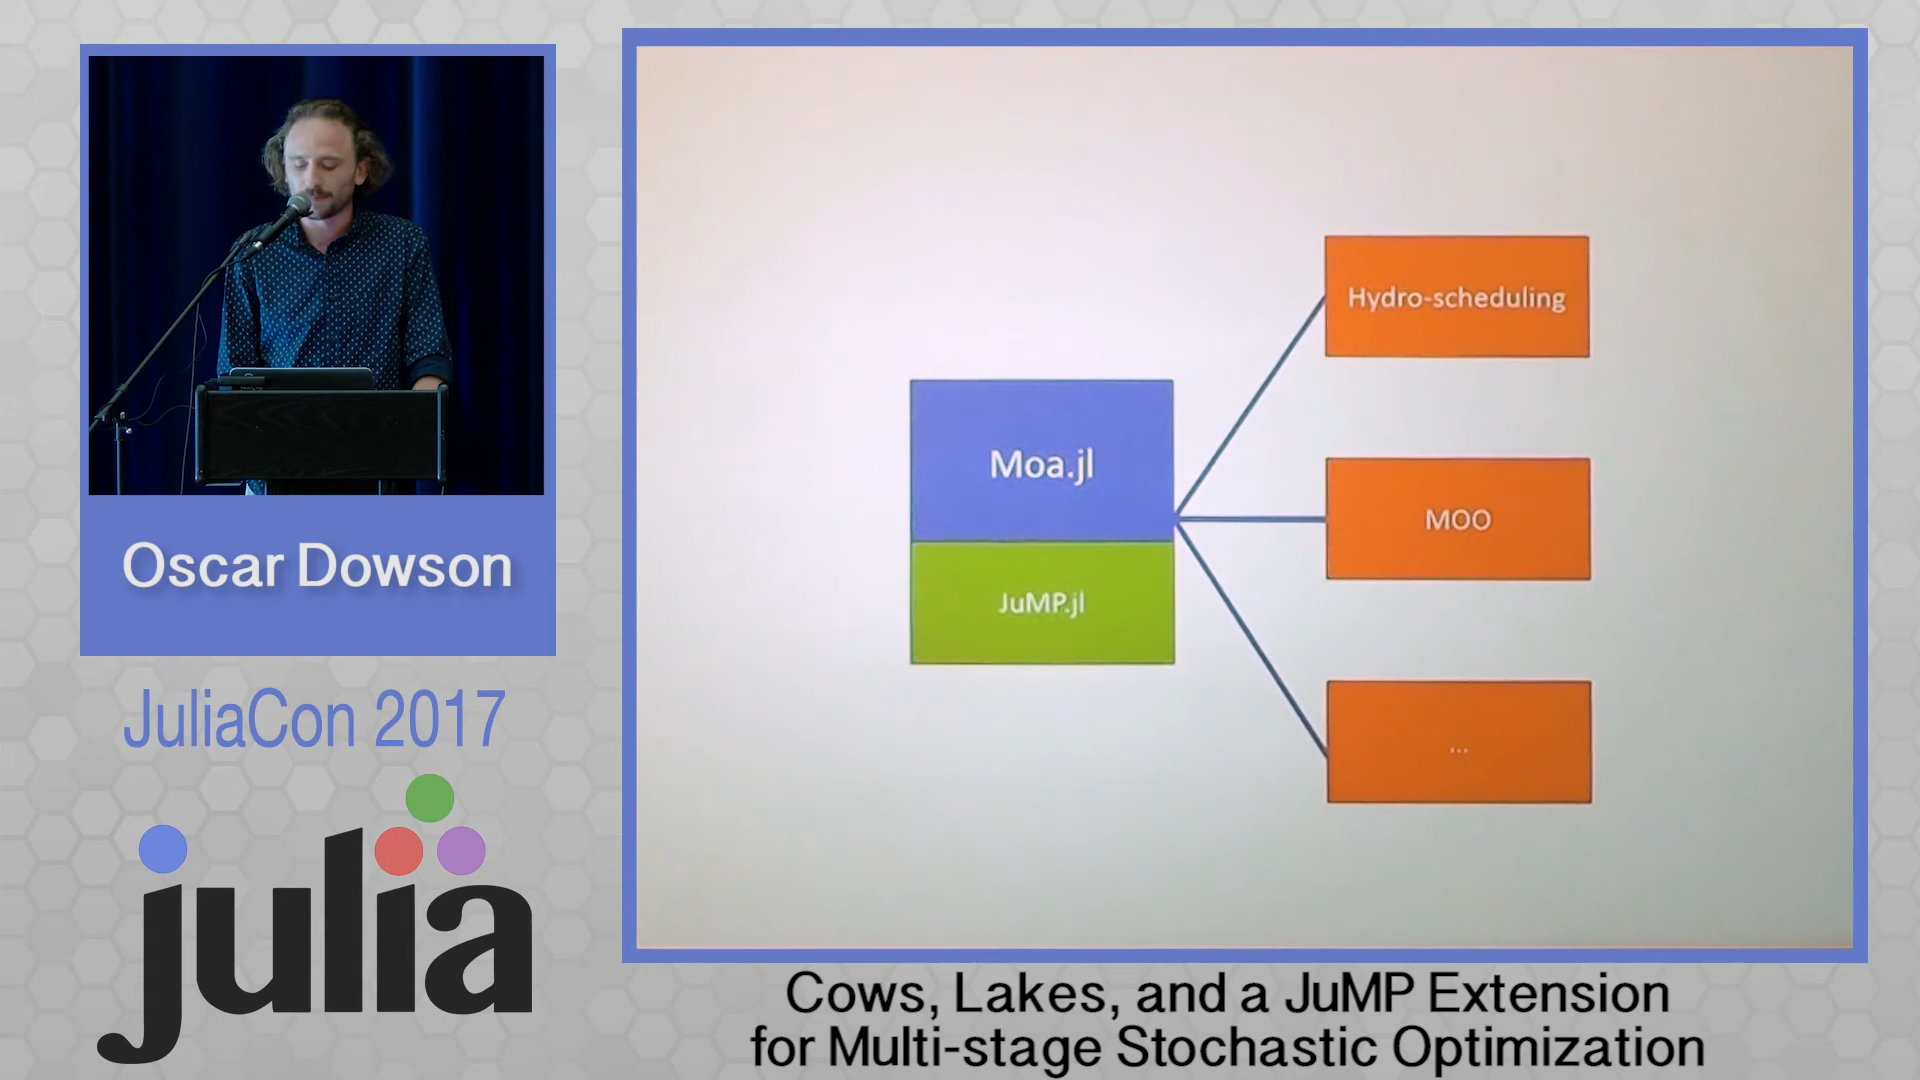 Oscar Dowson
JuliaCon 2017
julia
Moa.jl
JuMP.jl
Hydro-scheduling
MOO
...
Cows, Lakes, and a JuMP Extension
for Multi-stage Stochastic Optimization